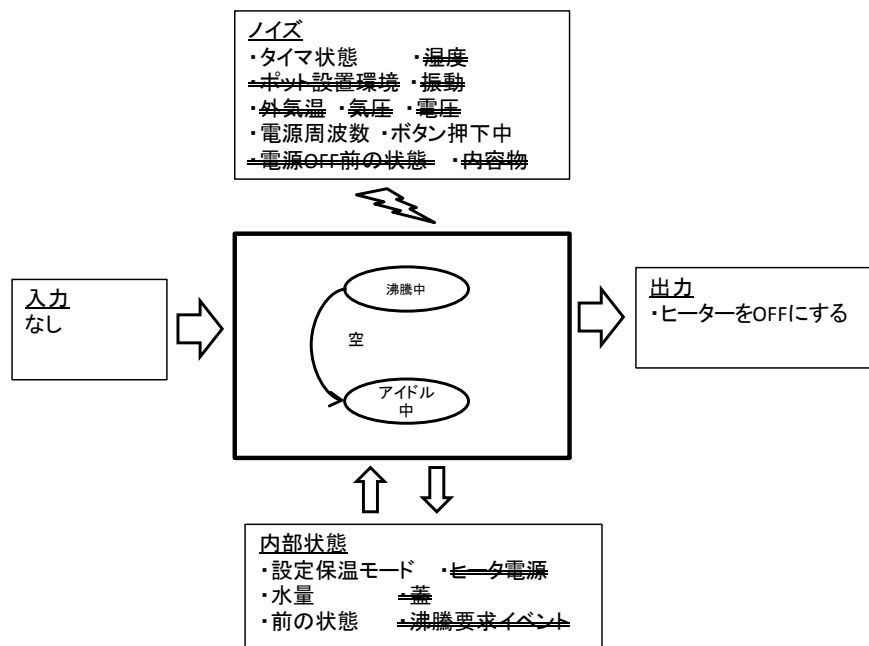 ノイズ
・タイマ状態　・湿度
・ポット設置環境　・振動
・外気温　・気圧　・電圧
・電源周波数　・ボタン押下中
・電源OFF前の状態　・内容物
沸騰中
入力
なし
空
出力
・ヒーターをOFFにする
アイドル
中
内部状態
・設定保温モード　・ヒータ電源
・水量　・蓋
・前の状態　・沸騰要求イベント